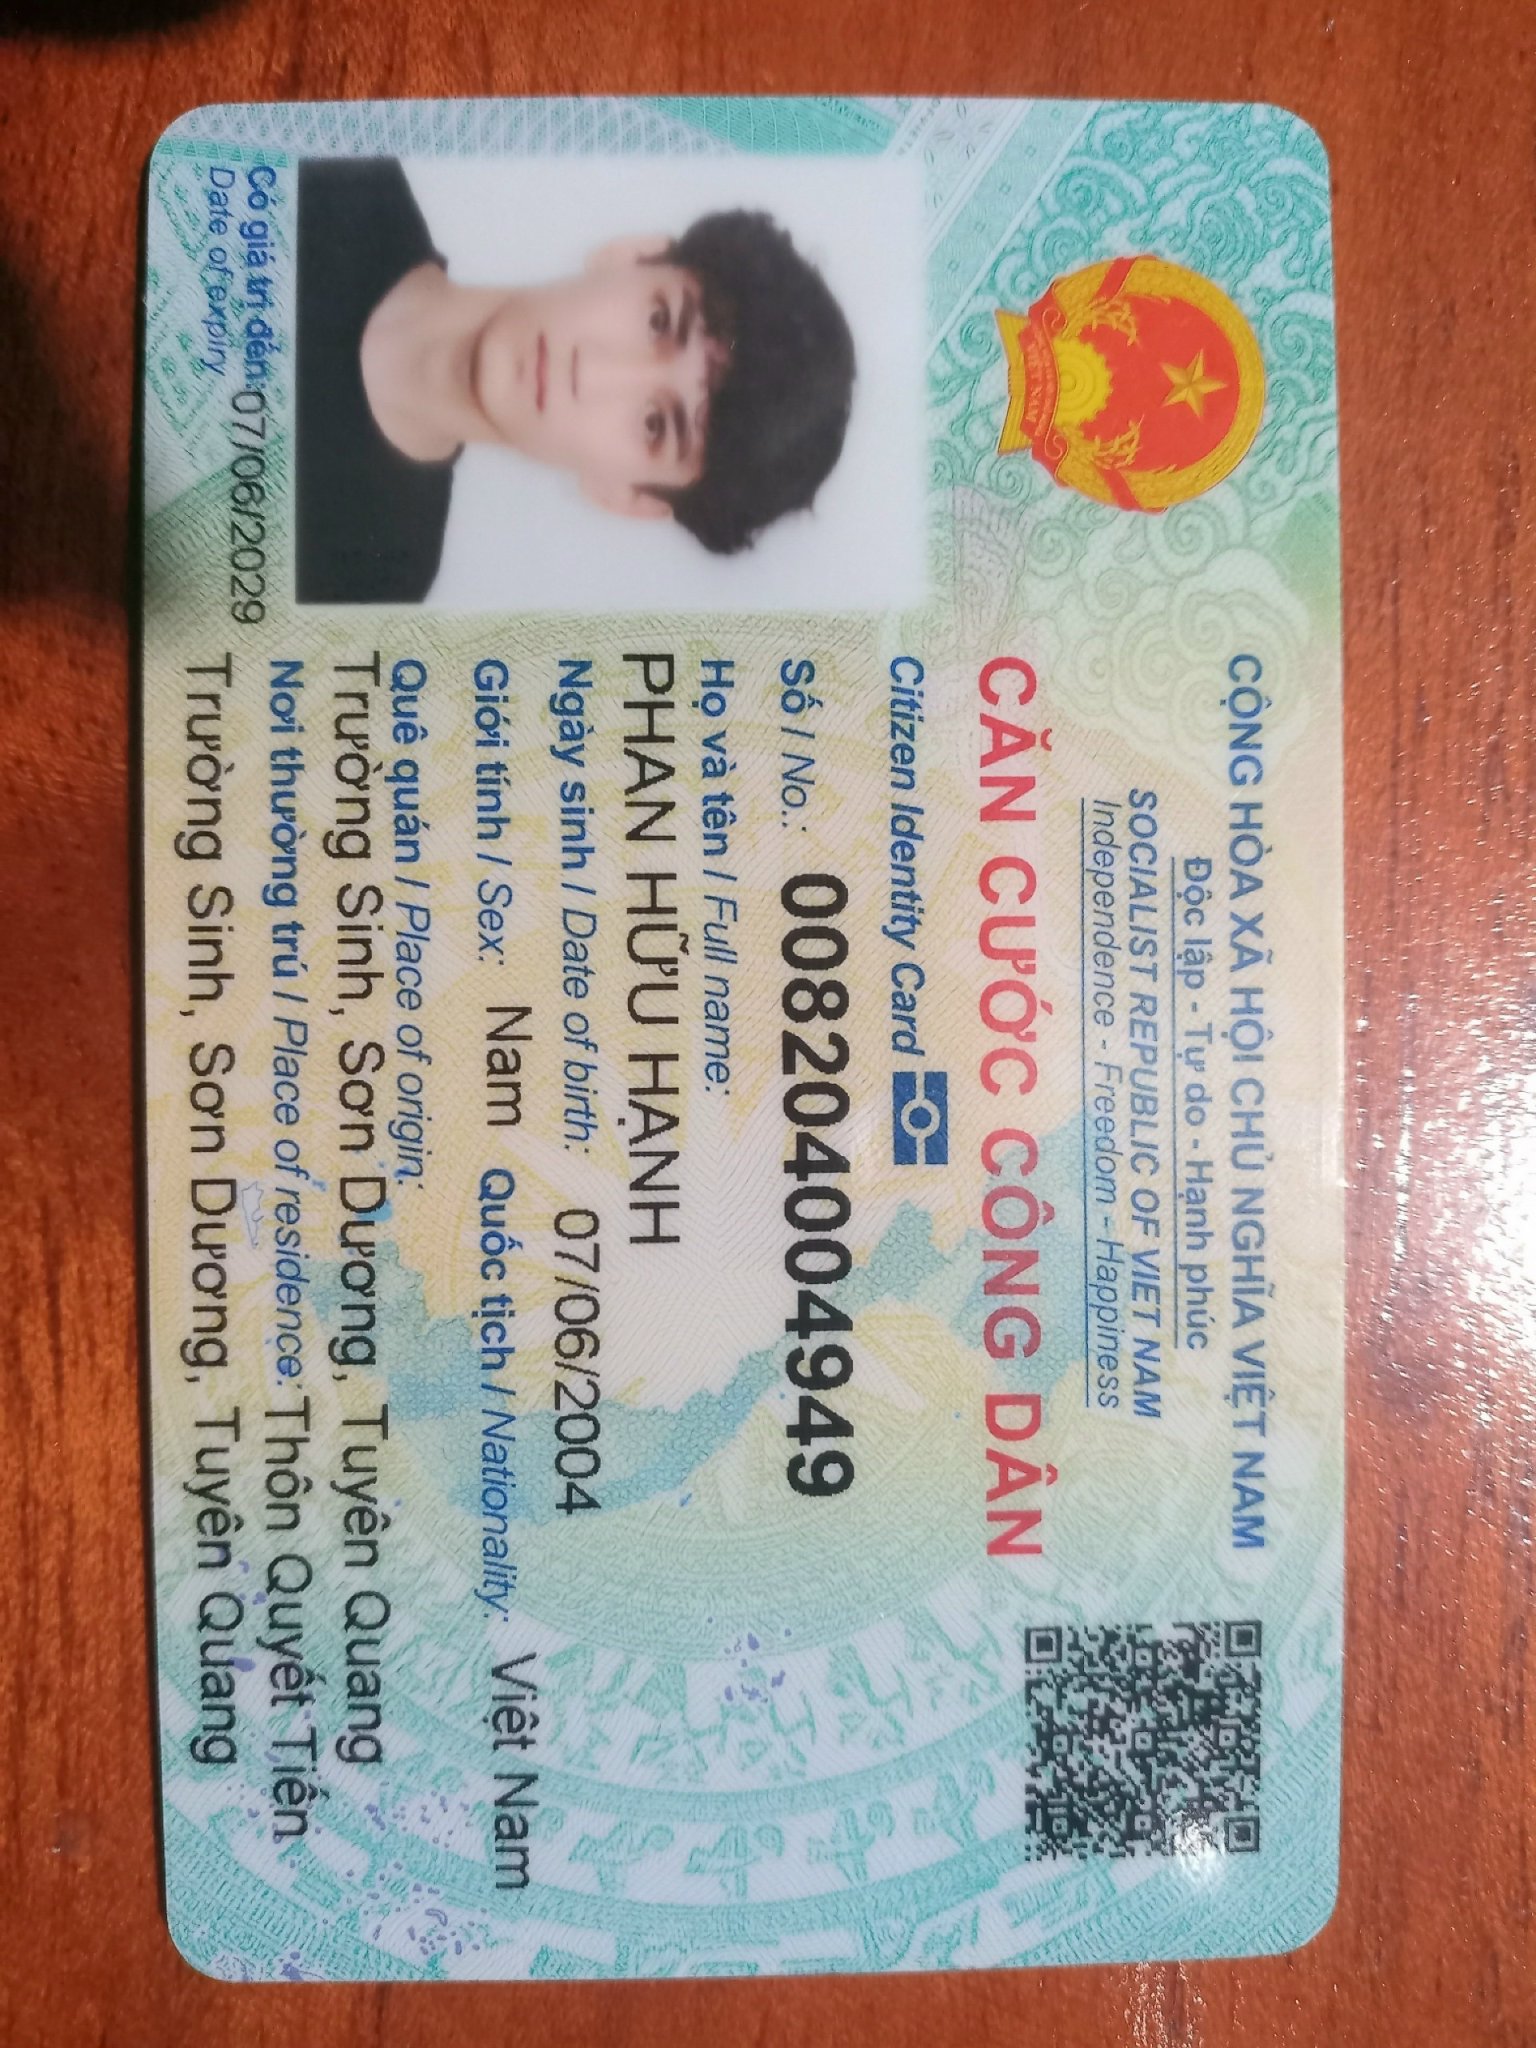 CỘNG HÒA XÃ HỘI CHỦ NGHĨA VIỆT NAM
Độc lập - Tự do - Hạnh phúc
SOCIALIST REPUBLIC OF VIET NAM
Independence - Freedom - Happiness
CĂN CƯỚC CÔNG DÂN
Citizen Identity Card
Số / No.: 008204004949
Họ và tên / Full name:
PHAN HỮU HẠNH
Ngày sinh / Date of birth: 07/06/2004
Giới tính / Sex: Nam Quốc tịch / Nationality: Việt Nam
Quê quán / Place of origin:
Trường Sinh, Sơn Dương, Tuyên Quang
Nơi thường trú / Place of residence: Thôn Quyết Tiến
Trường Sinh, Sơn Dương, Tuyên Quang
Có giá trị đến: 07/06/2029
Date of expiry
VIỆT NAM